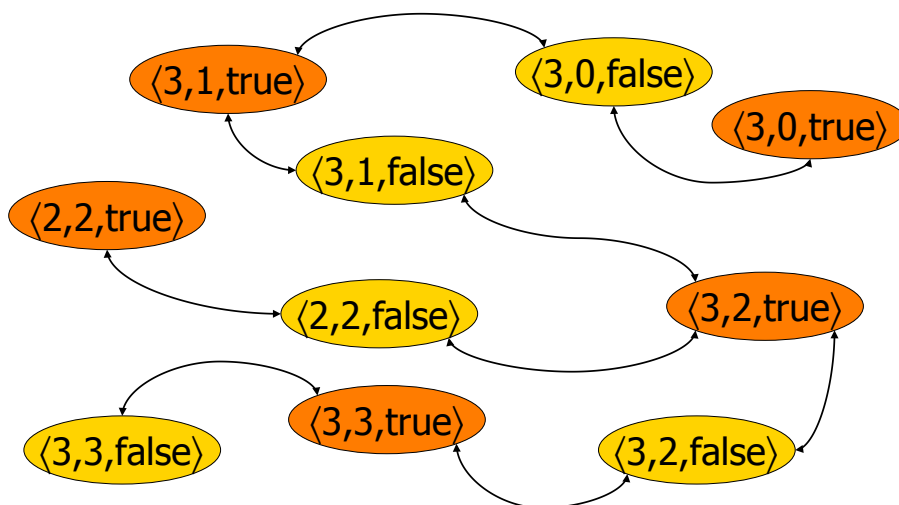 ⟨3,1,true⟩
⟨3,0,false⟩
⟨3,0,true⟩
⟨3,1,false⟩
⟨2,2,true⟩
⟨2,2,false⟩
⟨3,2,true⟩
⟨3,3,false⟩
⟨3,3,true⟩
⟨3,2,false⟩